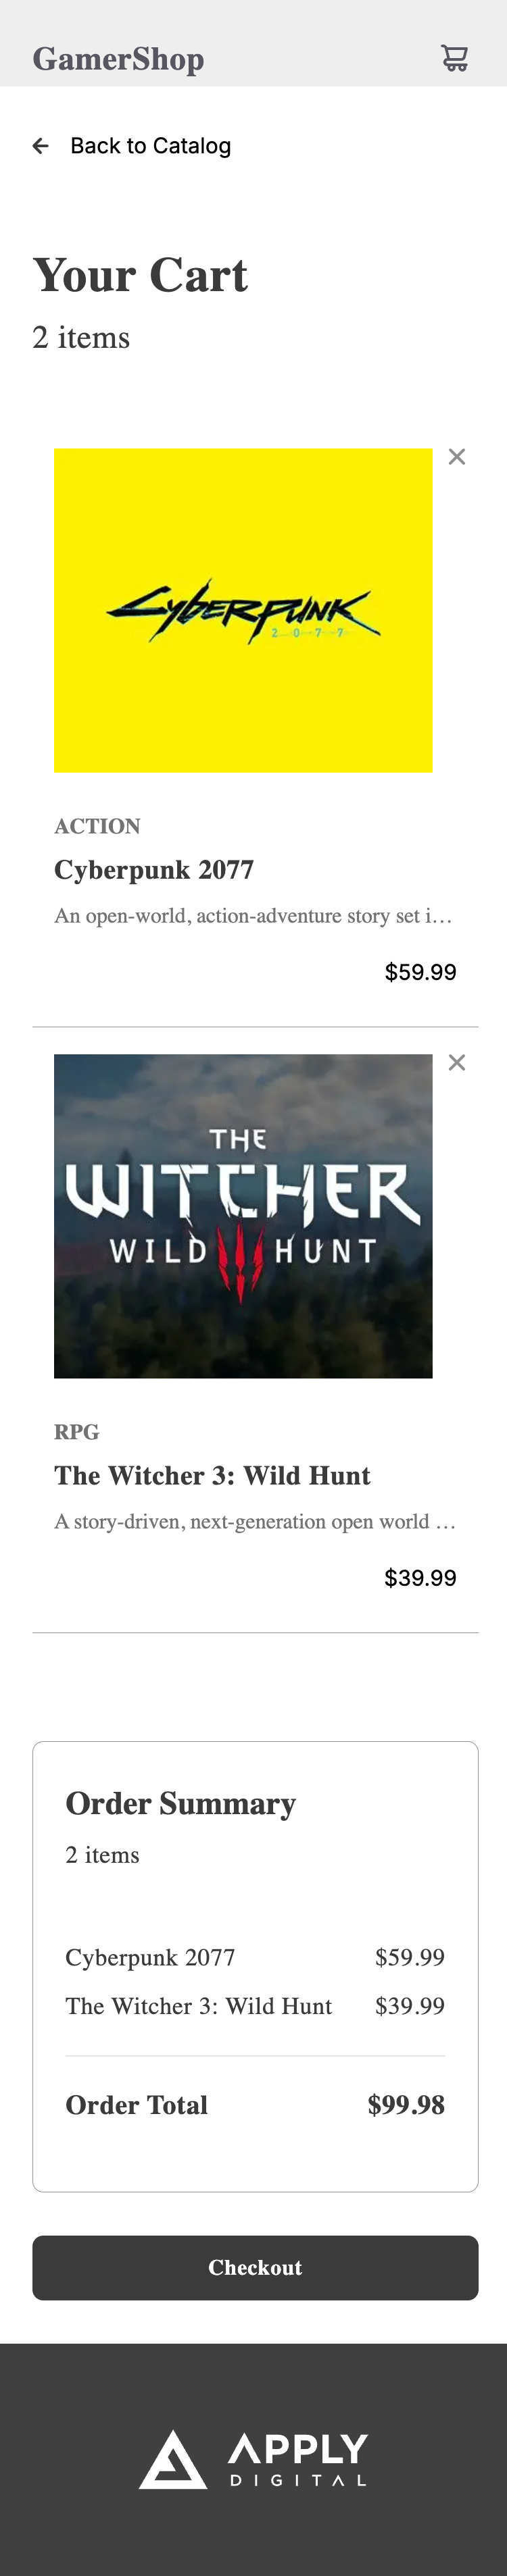 GamerShop
Back to Catalog
Your Cart
2 items
CYBERPUNK
2077
ACTION
Cyberpunk 2077
An open-world, action-adventure story set i...
$59.99
THE
WITCHER
WILD HUNT
RPG
The Witcher 3: Wild Hunt
A story-driven, next-generation open world ...
$39.99
Order Summary
2 items
Cyberpunk 2077 $59.99
The Witcher 3: Wild Hunt $39.99
Order Total $99.98
Checkout
APPLY
DIGITAL